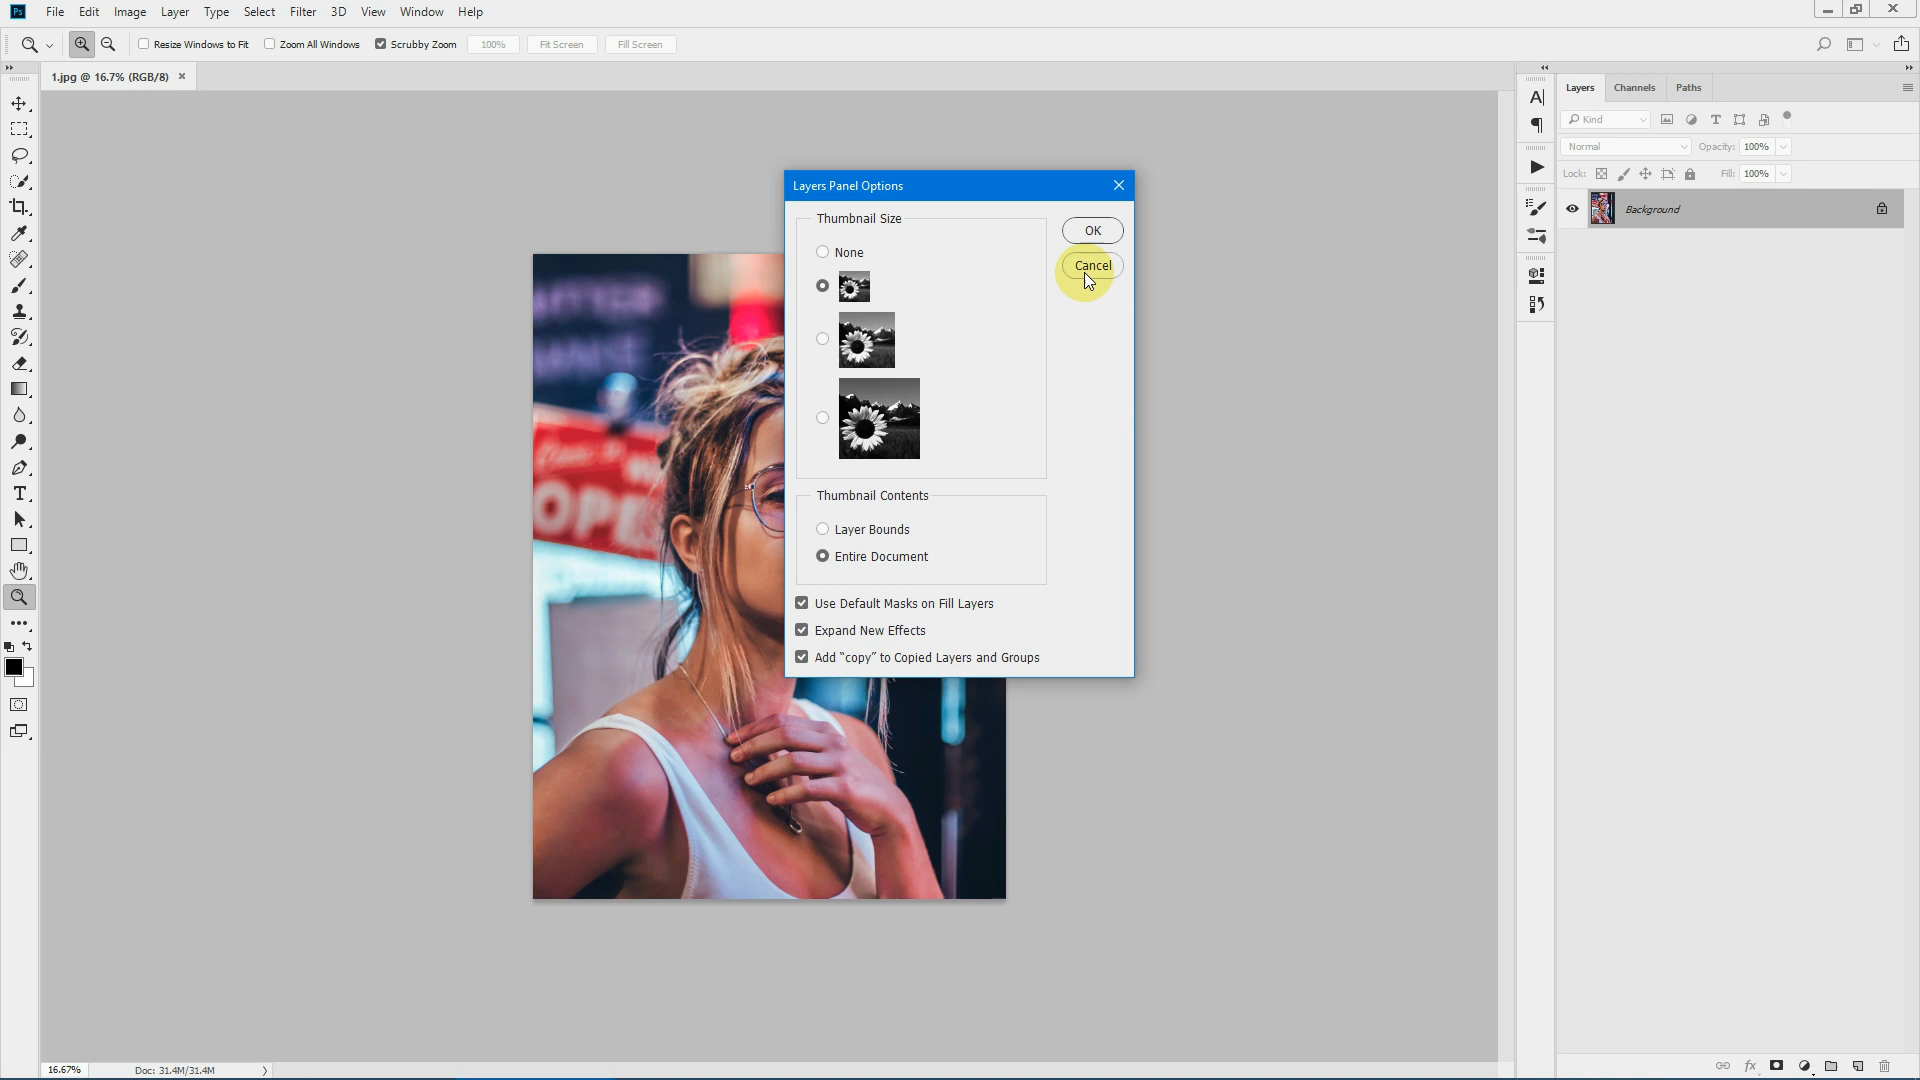 Ps File Edit Image Layer Type Select Filter 3D View Window Help
Resize Windows to Fit Zoom All Windows Scrubby Zoom 100% Fit Screen Fill Screen
1.jpg @ 16.7% (RGB/8)
Layers Channels Paths
Kind
Normal Opacity: 100%
Lock: Fill: 100%
Background
Layers Panel Options
Thumbnail Size
OK
None
Cancel
Thumbnail Contents
Layer Bounds
Entire Document
Use Default Masks on Fill Layers
Expand New Effects
Add “copy” to Copied Layers and Groups
16.67% Doc: 31.4M/31.4M
fx